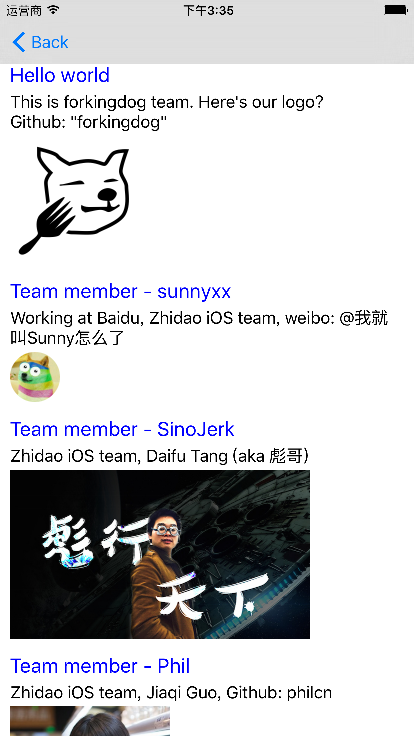 运营商 下午3:35
Back
Hello world
This is forkingdog team. Here's our logo?
Github: "forkingdog"
Team member - sunnyxx
Working at Baidu, Zhidao iOS team, weibo: @我就
叫Sunny怎么了
Team member - SinoJerk
Zhidao iOS team, Daifu Tang (aka 彪哥)
彪行
天下
Team member - Phil
Zhidao iOS team, Jiaqi Guo, Github: philcn